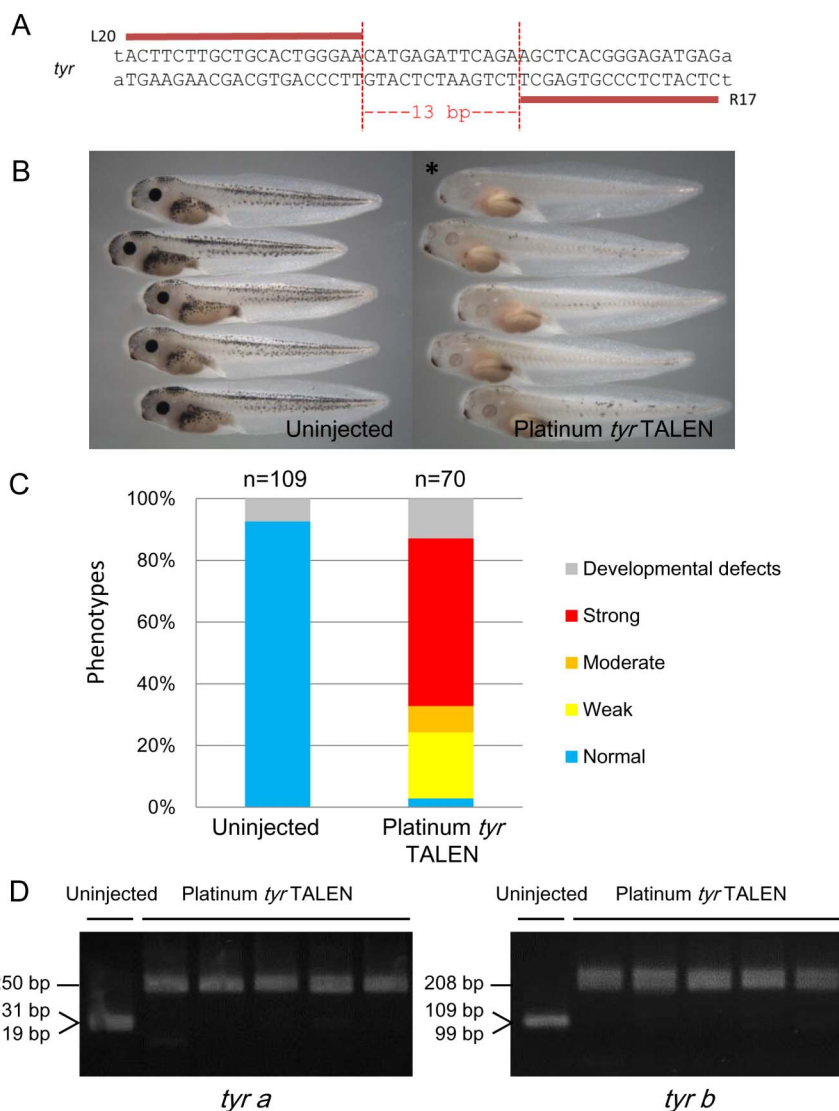 A
L20
tACTTCTTGCTGCACTGGGAACATGAGATTCAGAAGCTCACGGGAGATGAGa
tyr
aTGAAGAACGACGTGACCCTTGTACTCTAAGTCTTCGAGTGCCCTCTACTCt
13 bp
R17
B
*
Uninjected
Platinum tyr TALEN
C
n=109
n=70
100%
80%
60%
40%
20%
0%
Phenotypes
Uninjected
Platinum tyr
TALEN
Developmental defects
Strong
Moderate
Weak
Normal
D
Uninjected
Platinum tyr TALEN
250 bp
31 bp
19 bp
tyr a
Uninjected
Platinum tyr TALEN
208 bp
109 bp
99 bp
tyr b